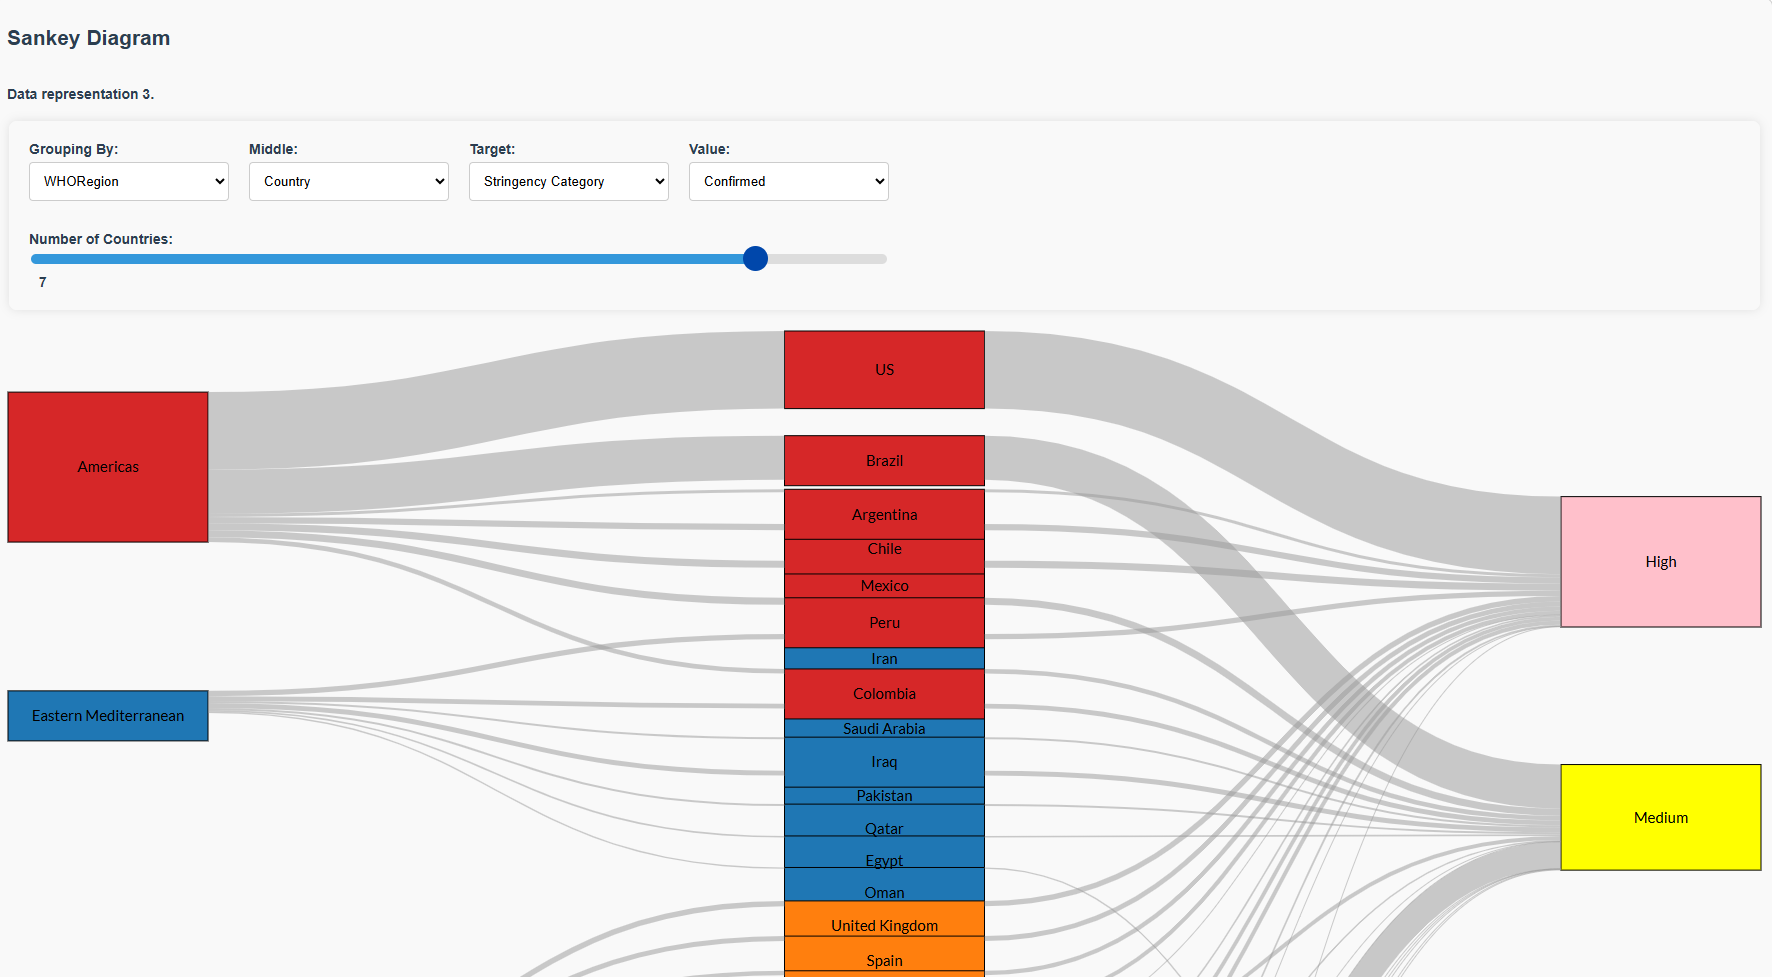 Sankey Diagram
Data representation 3.
Grouping By: Middle: Target: Value:
WHORegion Country Stringency Category Confirmed
Number of Countries:
7
US
Brazil
Americas
Argentina
Chile
High
Mexico
Peru
Iran
Colombia
Eastern Mediterranean
Saudi Arabia
Iraq
Pakistan
Medium
Qatar
Egypt
Oman
United Kingdom
Spain